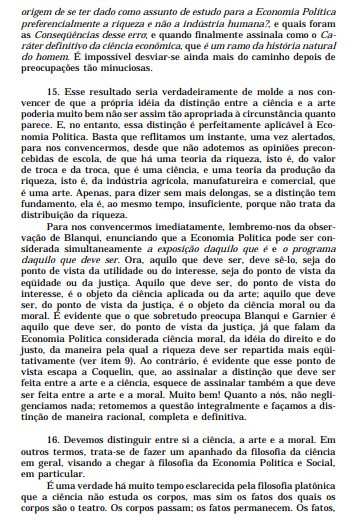 origem de se ter dado como assunto de estudo para a Economia Política
preferencialmente a riqueza e não a indústria humana?, e quais foram
as Conseqüências desse erro; e quando finalmente assinala como o Ca-
ráter definitivo da ciência econômica, que é um ramo da história natural
do homem. É impossível desviar-se ainda mais do caminho depois de
preocupações tão minuciosas.
15. Esse resultado seria verdadeiramente de molde a nos con-
vencer de que a própria idéia da distinção entre a ciência e a arte
poderia muito bem não ser assim tão apropriada à circunstância quanto
parece. E, no entanto, essa distinção é perfeitamente aplicável à Eco-
nomia Política. Basta que reflitamos um instante, uma vez alertados,
para nos convencermos, desde que não adotemos as opiniões precon-
cebidas de escola, de que há uma teoria da riqueza, isto é, do valor
de troca e da troca, que é uma ciência, e uma teoria da produção da
riqueza, isto é, da indústria agrícola, manufatureira e comercial, que
é uma arte. Apenas, para dizer sem mais delongas, se a distinção tem
fundamento, ela é, ao mesmo tempo, insuficiente, porque não trata da
distribuição da riqueza.
Para nos convencermos imediatamente, lembremo-nos da obser-
vação de Blanqui, enunciando que a Economia Política pode ser con-
siderada simultaneamente a exposição daquilo que é e o programa
daquilo que deve ser. Ora, aquilo que deve ser, deve sê-lo, seja do
ponto de vista da utilidade ou do interesse, seja do ponto de vista da
eqüidade ou da justiça. Aquilo que deve ser, do ponto de vista do
interesse, é o objeto da ciência aplicada ou da arte; aquilo que deve
ser, do ponto de vista da justiça, é o objeto da ciência moral ou da
moral. É evidente que o que sobretudo preocupa Blanqui e Garnier é
aquilo que deve ser, do ponto de vista da justiça, já que falam da
Economia Política considerada ciência moral, da idéia do direito e do
justo, da maneira pela qual a riqueza deve ser repartida mais eqüi-
tativamente (ver item 9). Ao contrário, é evidente que esse ponto de
vista escapa a Coquelin, que, ao assinalar a distinção que deve ser
feita entre a arte e a ciência, esquece de assinalar também a que deve
ser feita entre a arte e a moral. Muito bem! Quanto a nós, não negli-
genciamos nada; retomemos a questão integralmente e façamos a dis-
tinção de maneira racional, completa e definitiva.
16. Devemos distinguir entre si a ciência, a arte e a moral. Em
outros termos, trata-se de fazer um apanhado da filosofia da ciência
em geral, visando a chegar à filosofia da Economia Política e Social,
em particular.
É uma verdade há muito tempo esclarecida pela filosofia platônica
que a ciência não estuda os corpos, mas sim os fatos dos quais os
corpos são o teatro. Os corpos passam; os fatos permanecem. Os fatos,